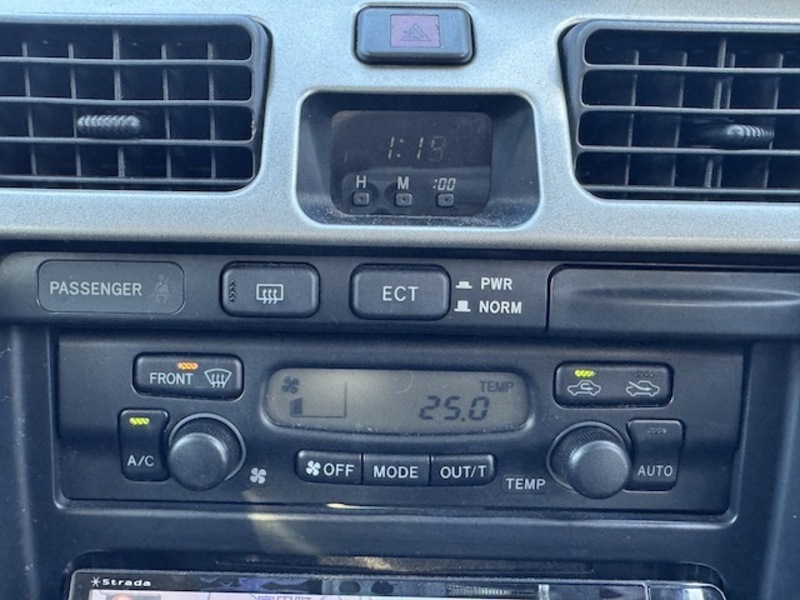 1:19
H M :00
PASSENGER
ECT
PWR
NORM
FRONT
TEMP
25.0
A/C
OFF MODE OUT/T
TEMP
AUTO
Strada